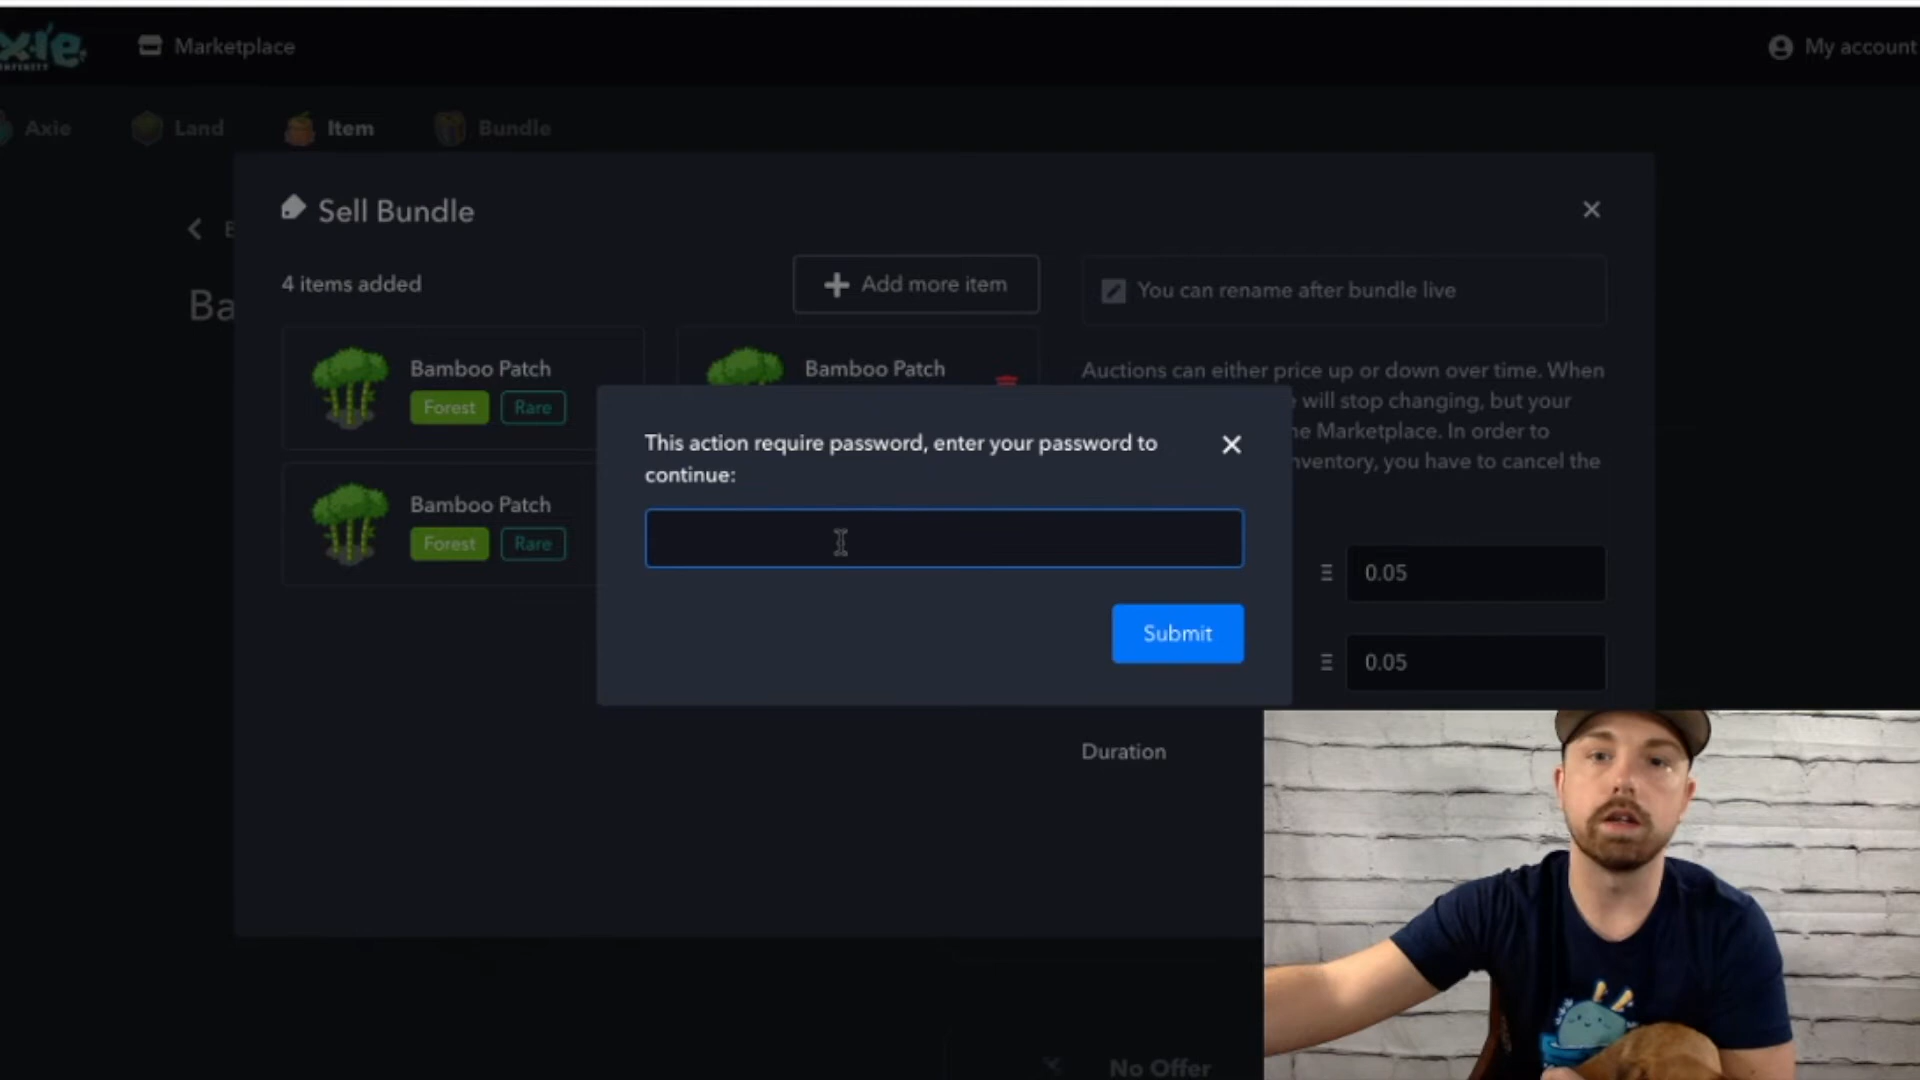 Marketplace
My account
Axie
Land
Item
Bundle
Sell Bundle
4 items added
Add more item
You can rename after bundle live
Ba
Bamboo Patch
Forest
Rare
Bamboo Patch
Auctions can either price up or down over time. When
will stop changing, but your
Marketplace. In order to
you have to cancel the
This action require password, enter your password to
continue:
Bamboo Patch
Forest
Rare
0.05
Submit
0.05
Duration
No Offer